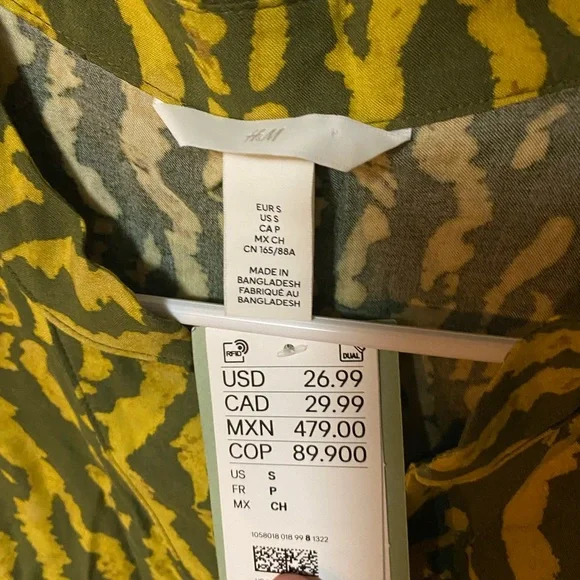 H&M
EUR S
US S
CA P
MX CH
CN 165/88A
MADE IN
BANGLADESH
FABRIQUÉ AU
BANGLADESH
RFID
DUAL
USD 26.99
CAD 29.99
MXN 479.00
COP 89.900
US S
FR P
MX CH
1058018 018 99 8 1322